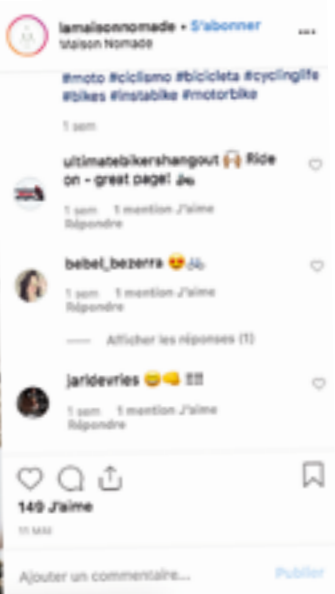 lamaisonnomade • S'abonner
Maison Nomade
#moto #ciclismo #bicicleta #cyclinglife
#bikes #instabike #motorbike
1 sem
ultimatebikershangout 🙌 Ride
on - great page! 🏍
1 sem 1 mention J'aime
Répondre
bebel_bezerra 😍🚲
1 sem 1 mention J'aime
Répondre
Afficher les réponses (1)
jarldevries 😄👊 !!!!
1 sem 1 mention J'aime
Répondre
149 J'aime
11 MAI
Ajouter un commentaire...
Publier